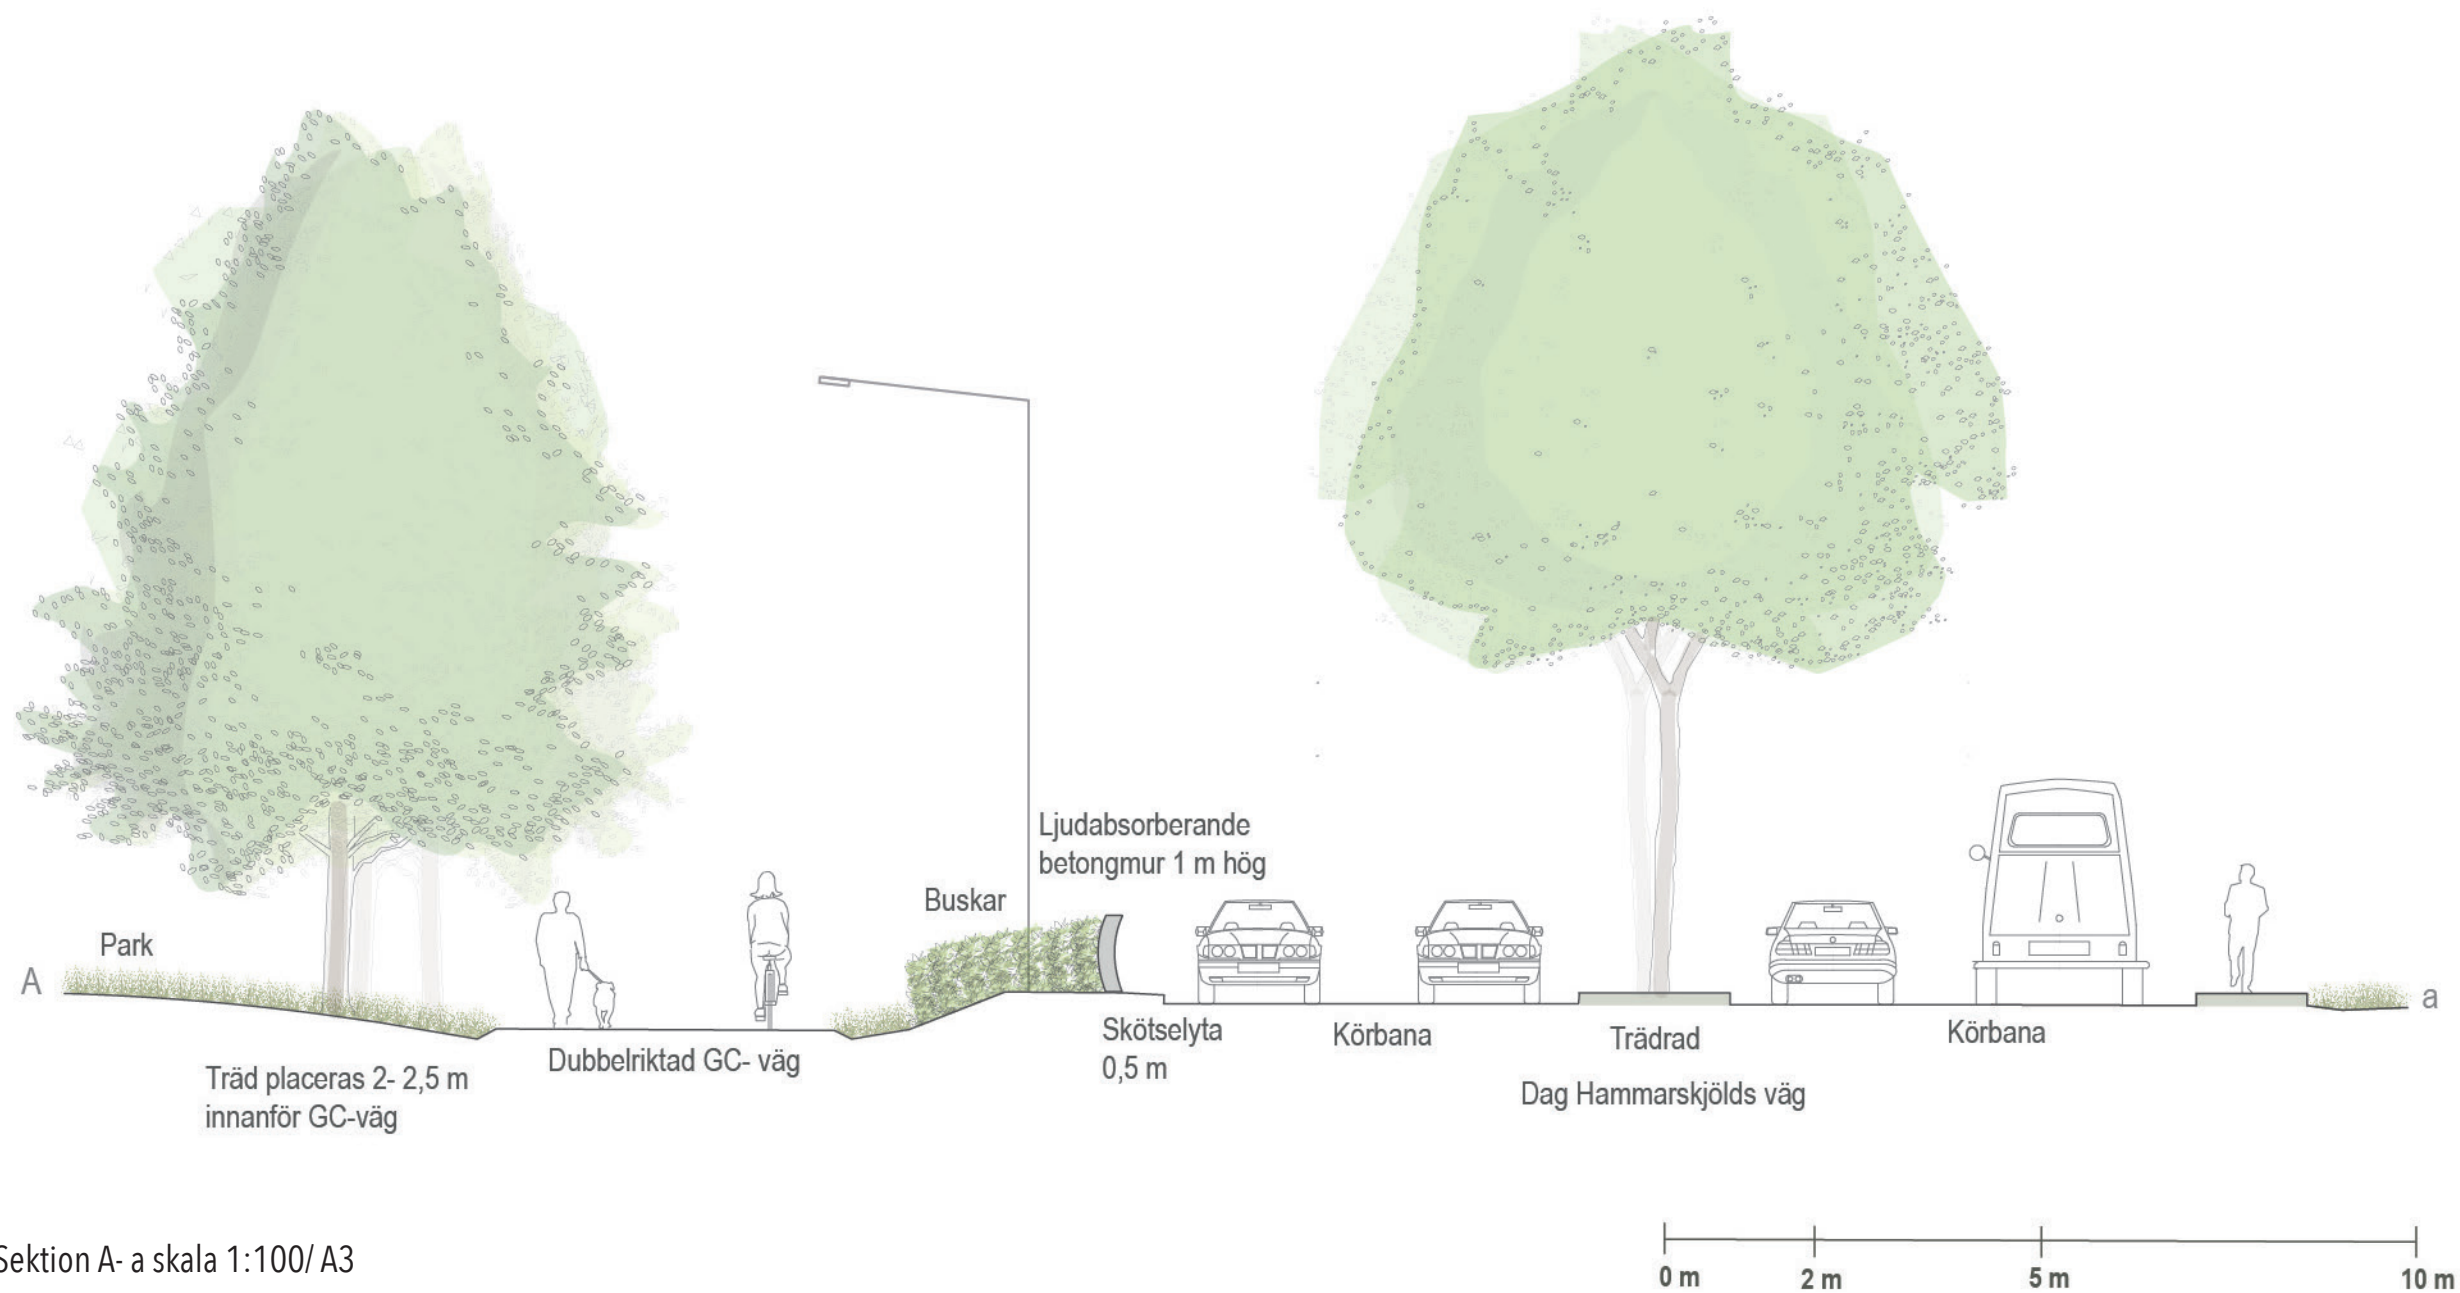 Ljudabsorberande
betongmur 1 m hög
Buskar
Park
A
a
Skötselyta
0,5 m
Körbana
Trädrad
Körbana
Dubbelriktad GC- väg
Träd placeras 2- 2,5 m
innanför GC-väg
Dag Hammarskjölds väg
Sektion A- a skala 1:100/ A3
0 m
2 m
5 m
10 m